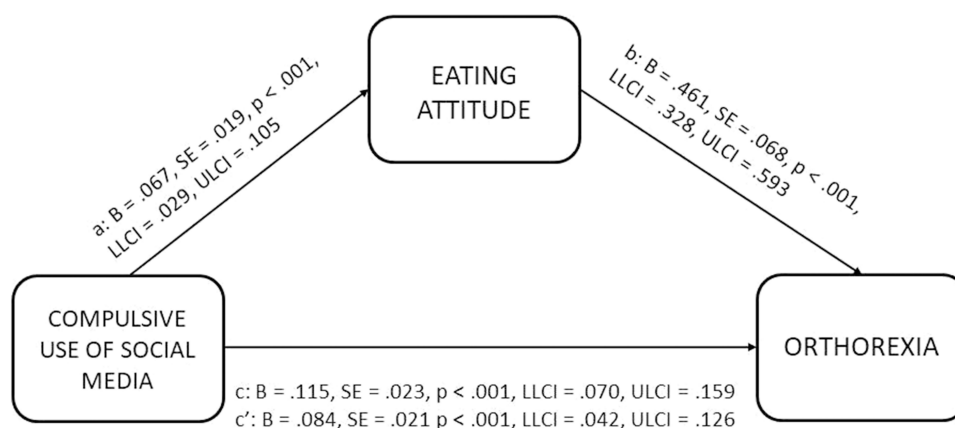 EATING
ATTITUDE
a: B = .067, SE = .019, p < .001,
LLCI = .029, ULCI = .105
b: B = .461, SE = .068, p < .001,
LLCI = .328, ULCI = .593
COMPULSIVE
USE OF SOCIAL
MEDIA
ORTHOREXIA
c: B = .115, SE = .023, p < .001, LLCI = .070, ULCI = .159
c’: B = .084, SE = .021 p < .001, LLCI = .042, ULCI = .126